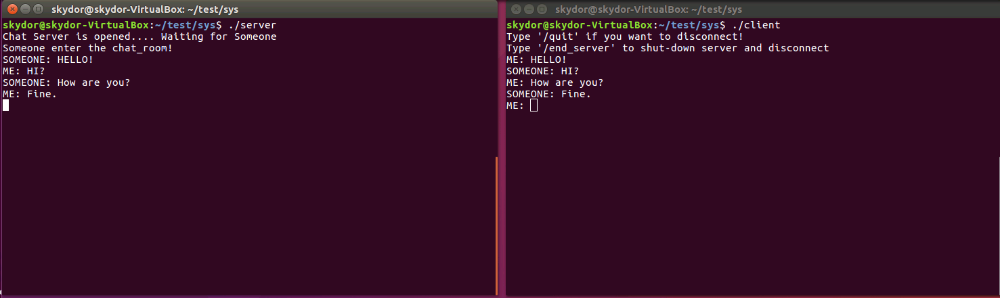 skydor@skydor-VirtualBox: ~/test/sys
skydor@skydor-VirtualBox:~/test/sys$ ./server
Chat Server is opened.... Waiting for Someone
Someone enter the chat_room!
SOMEONE: HELLO!
ME: HI?
SOMEONE: How are you?
ME: Fine.
skydor@skydor-VirtualBox: ~/test/sys
skydor@skydor-VirtualBox:~/test/sys$ ./client
Type '/quit' if you want to disconnect!
Type '/end_server' to shut-down server and disconnect
ME: HELLO!
SOMEONE: HI?
ME: How are you?
SOMEONE: Fine.
ME: